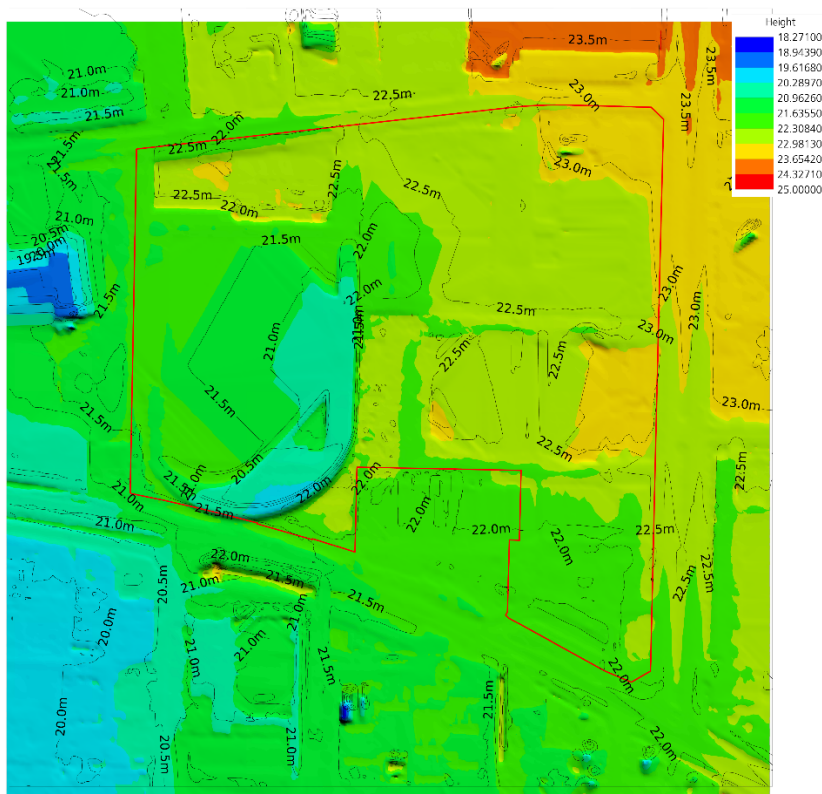 Height
18.27100
18.94390
19.61680
20.28970
20.96260
21.63550
22.30840
22.98130
23.65420
24.32710
25.00000
23.5m
23.5m
21.0m
21.0m
21.5m
22.5m
23.0m
22.0m
21.5m
22.5m
21.5m
23.0m
22.5m
22.5m
22.5m
22.0m
21.0m
20.5m
20.0m
21.5m
22.0m
21.5m
22.0m
23.0m
22.5m
23.0m
23.0m
21.0m
22.5m
22.5m
21.5m
23.0m
21.5m
22.5m
22.5m
20.5m
22.0m
21.5m
21.0m
22.0m
21.5m
22.0m
21.0m
22.0m
22.5m
22.0m
22.0m
21.5m
21.0m
20.5m
22.5m
22.5m
21.0m
21.5m
20.0m
21.0m
21.0m
21.5m
22.0m
20.0m
21.5m
22.0m
20.5m
21.0m